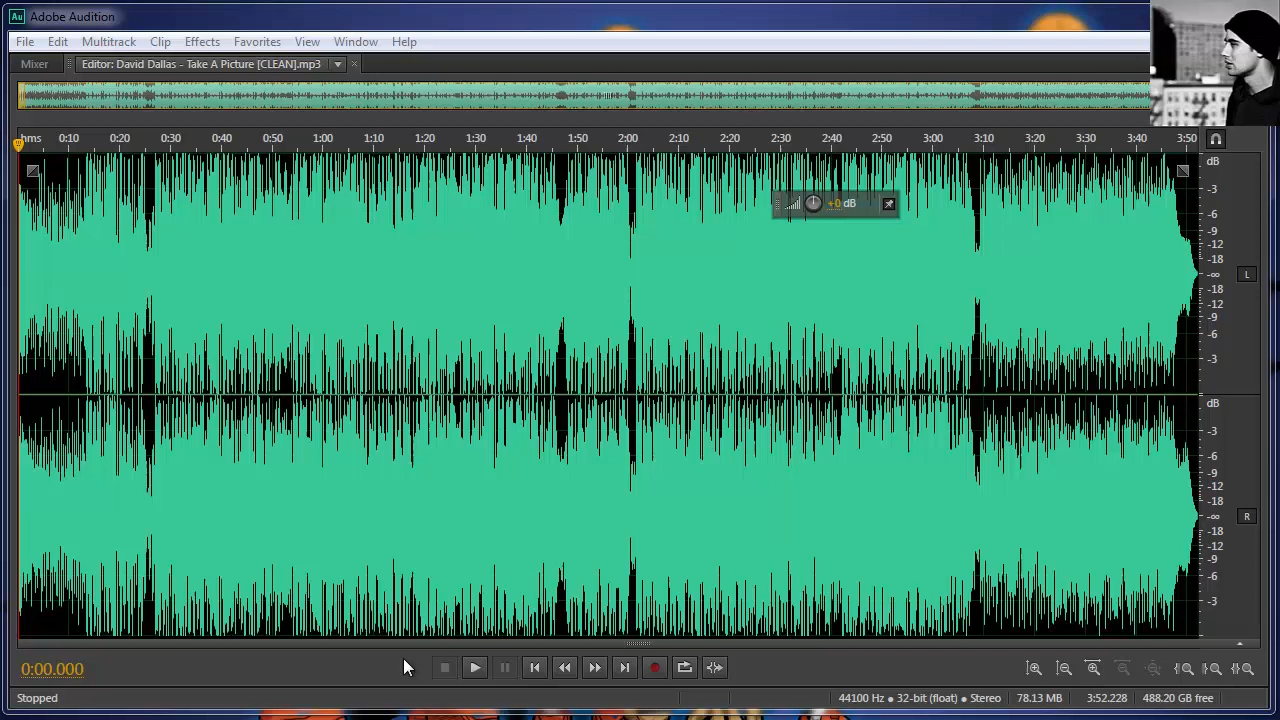 Au Adobe Audition
File Edit Multitrack Clip Effects Favorites View Window Help
Mixer Editor: David Dallas - Take A Picture [CLEAN].mp3
hms 0:10 0:20 0:30 0:40 0:50 1:00 1:10 1:20 1:30 1:40 1:50 2:00 2:10 2:20 2:30 2:40 2:50 3:00 3:10 3:20 3:30 3:40 3:50
dB
-3
+0 dB
-6
-9
-12
-18
-∞ L
-18
-12
-9
-6
-3
dB
-3
-6
-9
-12
-18
-∞ R
-18
-12
-9
-6
-3
0:00.000
Stopped 44100 Hz • 32-bit (float) • Stereo 78.13 MB 3:52.228 488.20 GB free